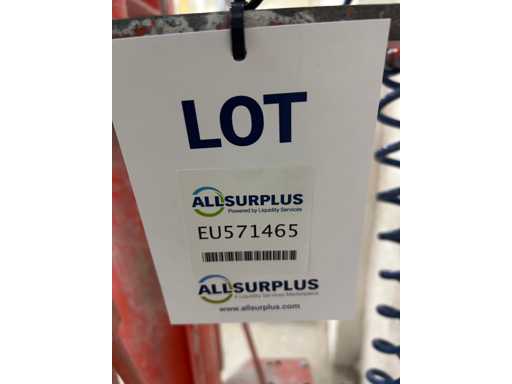 LOT
ALLSURPLUS
Powered by Liquidity Services
EU571465
ALLSURPLUS
A Liquidity Services Marketplace
www.allsurplus.com